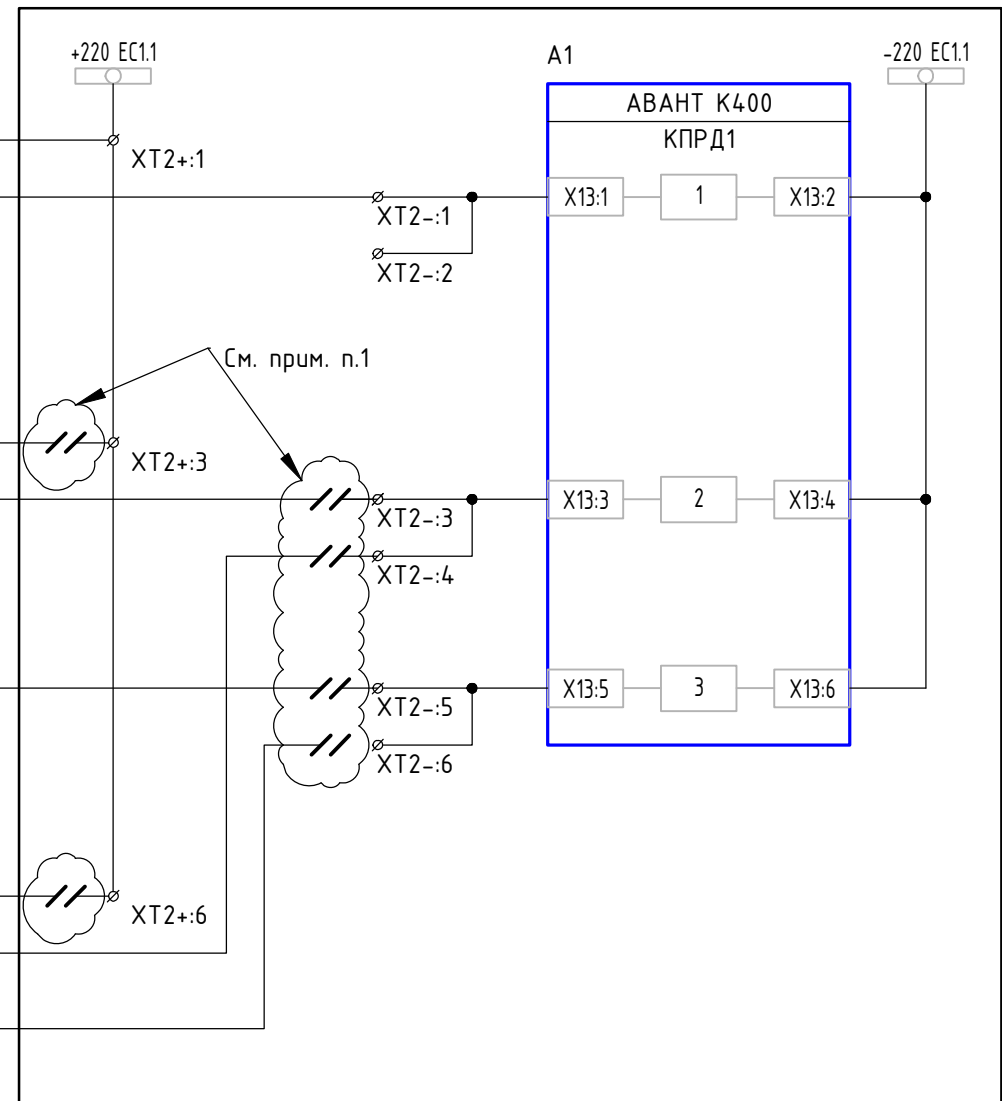 +220 EC1.1
A1
-220 EC1.1
АВАНТ К400
КПРД1
XT2+:1
X13:1
1
X13:2
XT2-:1
XT2-:2
См. прим. п.1
XT2+:3
X13:3
2
X13:4
XT2-:3
XT2-:4
X13:5
3
X13:6
XT2-:5
XT2-:6
XT2+:6